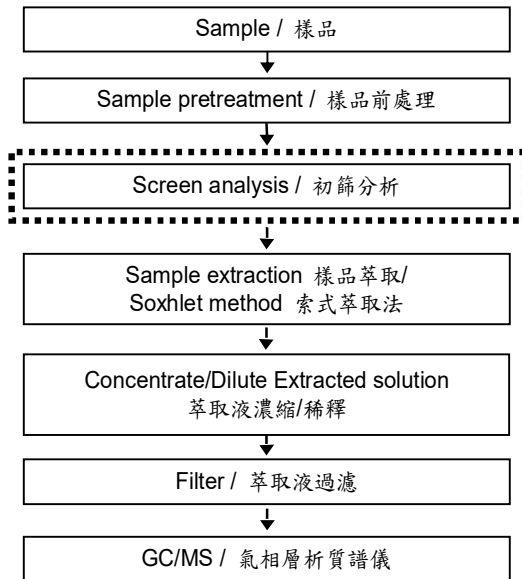 Sample / 樣品
Sample pretreatment / 樣品前處理
Screen analysis / 初篩分析
Sample extraction 樣品萃取/
Soxhlet method 索式萃取法
Concentrate/Dilute Extracted solution
萃取液濃縮/稀釋
Filter / 萃取液過濾
GC/MS / 氣相層析質譜儀